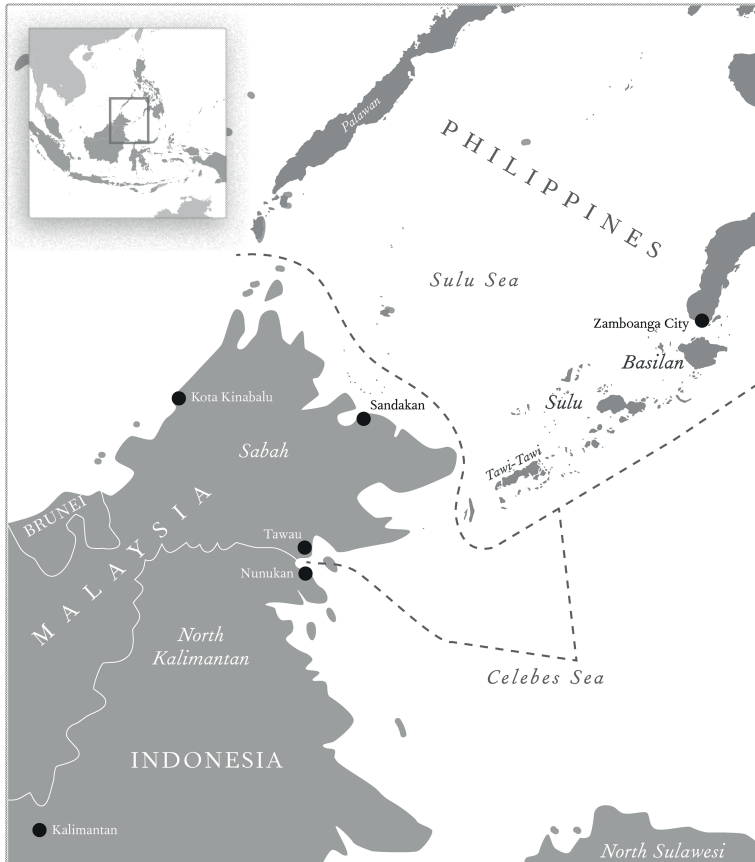 Palawan
PHILIPPINES
Sulu Sea
Zamboanga City
Basilan
Kota Kinabalu
Sandakan
Sulu
Sabah
Tawi-Tawi
BRUNEI
MALAYSIA
Tawau
Nunukan
North
Kalimantan
Celebes Sea
INDONESIA
Kalimantan
North Sulawesi